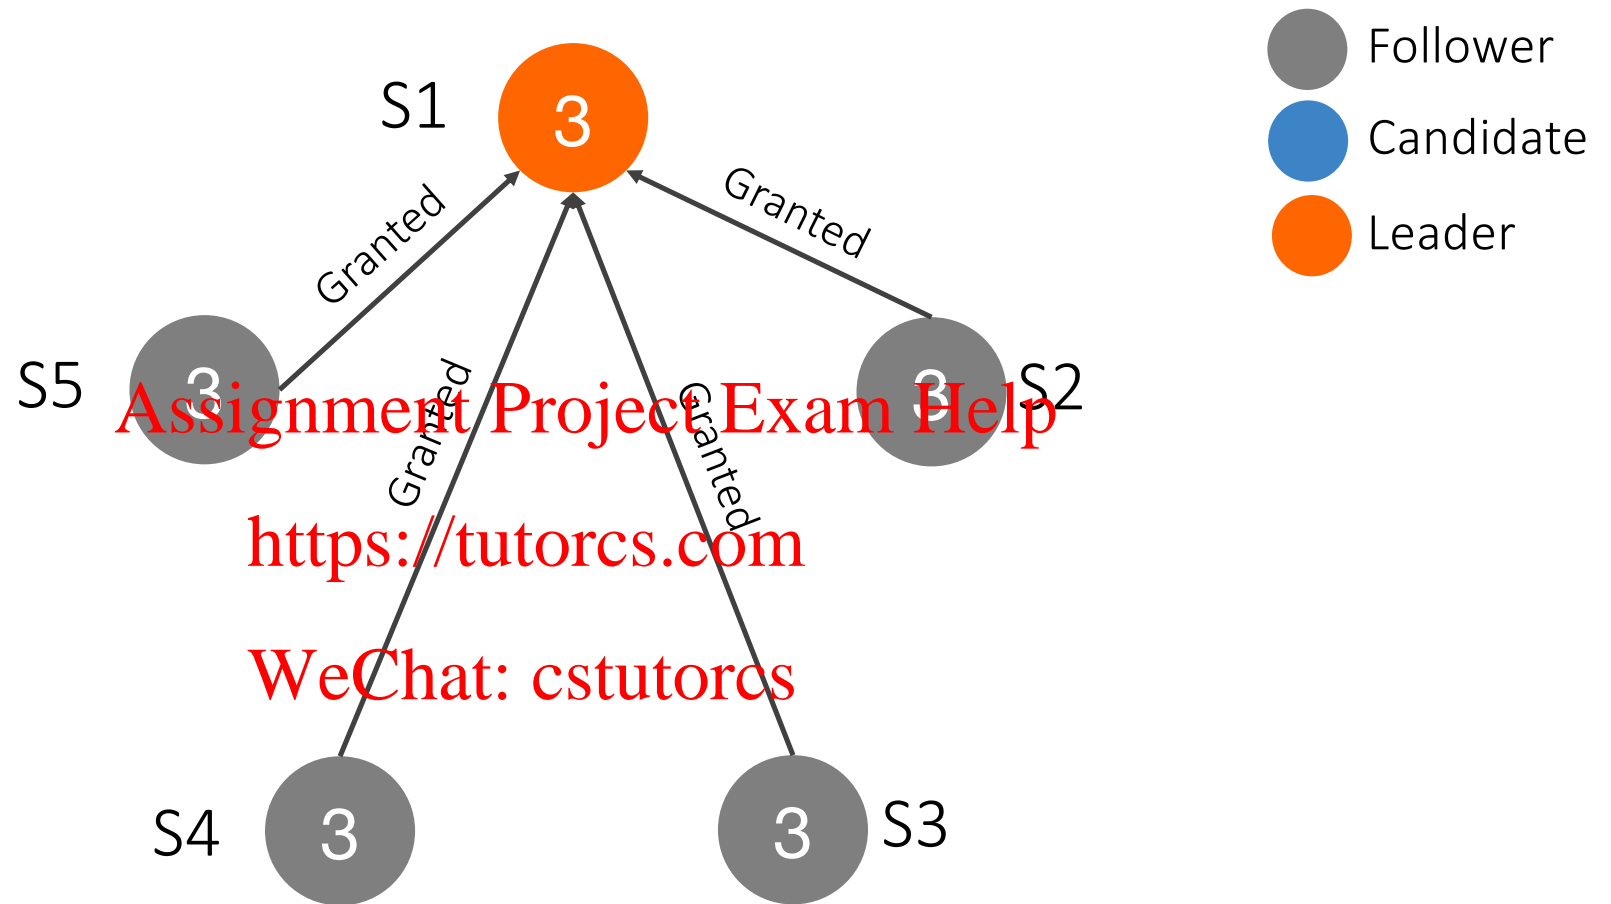 S1
3
Follower
Candidate
Leader
Granted
Granted
S5
3
Granted
Granted
3
S2
Assignment Project Exam Help
https://tutorcs.com
WeChat: cstutorcs
S4
3
3
S3